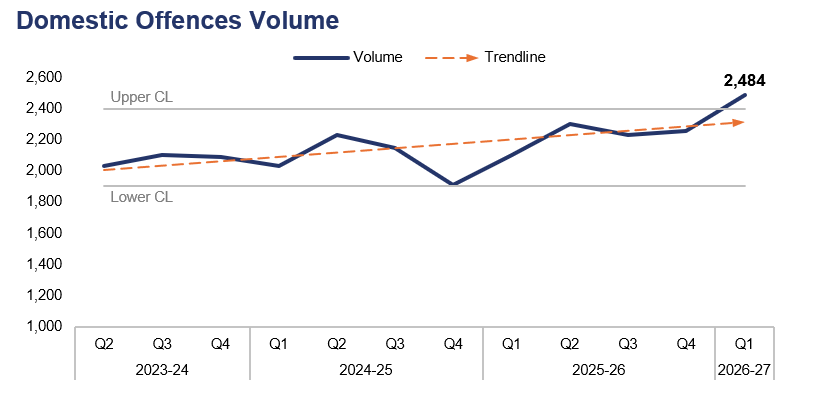 Domestic Offences Volume
Volume Trendline
2,484
2,600
Upper CL
2,400
2,200
2,000
Lower CL
1,800
1,600
1,400
1,200
1,000
Q2 Q3 Q4 Q1 Q2 Q3 Q4 Q1 Q2 Q3 Q4 Q1
2023-24 2024-25 2025-26 2026-27